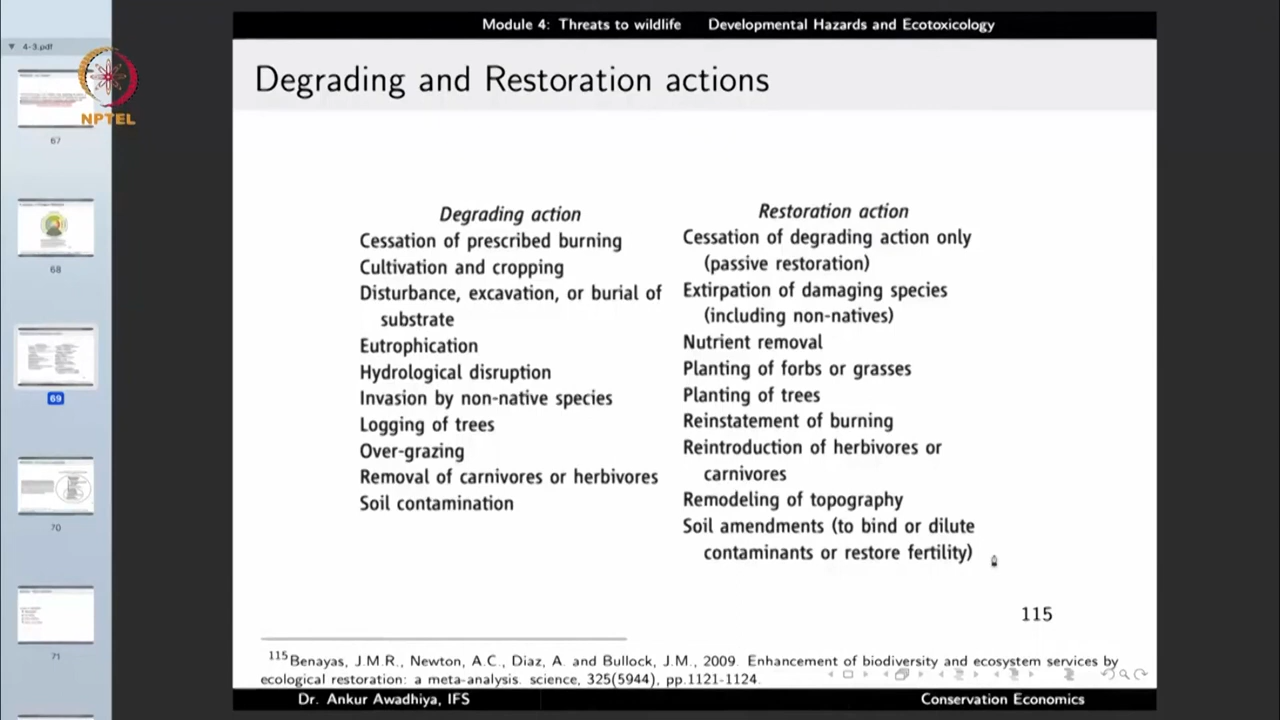 Module 4: Threats to wildlife Developmental Hazards and Ecotoxicology
4-3.pdf
NPTEL
67
68
69
70
71
Degrading and Restoration actions
Degrading action
Cessation of prescribed burning
Cultivation and cropping
Disturbance, excavation, or burial of
substrate
Eutrophication
Hydrological disruption
Invasion by non-native species
Logging of trees
Over-grazing
Removal of carnivores or herbivores
Soil contamination
Restoration action
Cessation of degrading action only
(passive restoration)
Extirpation of damaging species
(including non-natives)
Nutrient removal
Planting of forbs or grasses
Planting of trees
Reinstatement of burning
Reintroduction of herbivores or
carnivores
Remodeling of topography
Soil amendments (to bind or dilute
contaminants or restore fertility)
115
115Benayas, J.M.R., Newton, A.C., Diaz, A. and Bullock, J.M., 2009. Enhancement of biodiversity and ecosystem services by
ecological restoration: a meta-analysis. science, 325(5944), pp.1121-1124.
Dr. Ankur Awadhiya, IFS Conservation Economics